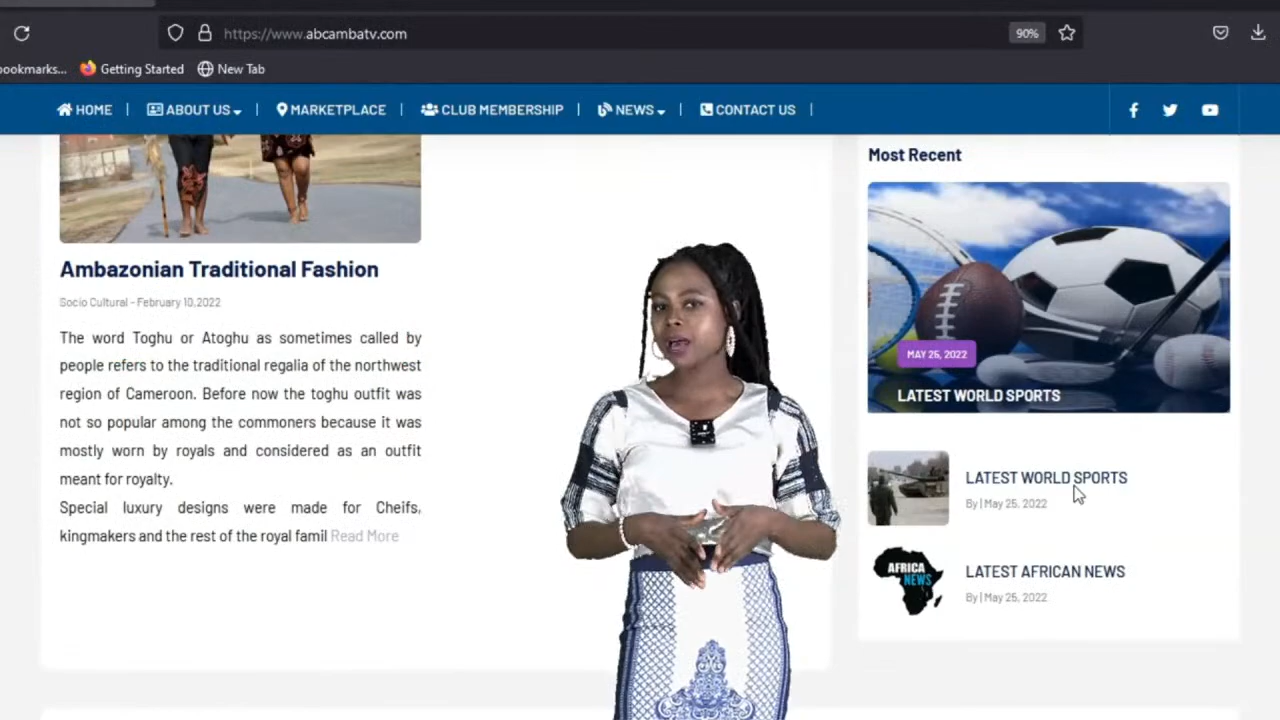 https://www.abcambatv.com
90%
bookmarks...
Getting Started
New Tab
HOME
ABOUT US
MARKETPLACE
CLUB MEMBERSHIP
NEWS
CONTACT US
Ambazonian Traditional Fashion
Socio Cultural - February 10,2022
The word Toghu or Atoghu as sometimes called by
people refers to the traditional regalia of the northwest
region of Cameroon. Before now the toghu outfit was
not so popular among the commoners because it was
mostly worn by royals and considered as an outfit
meant for royalty.
Special luxury designs were made for Cheifs,
kingmakers and the rest of the royal famil Read More
Most Recent
MAY 25, 2022
LATEST WORLD SPORTS
LATEST WORLD SPORTS
By | May 25, 2022
AFRICA
NEWS
LATEST AFRICAN NEWS
By | May 25, 2022